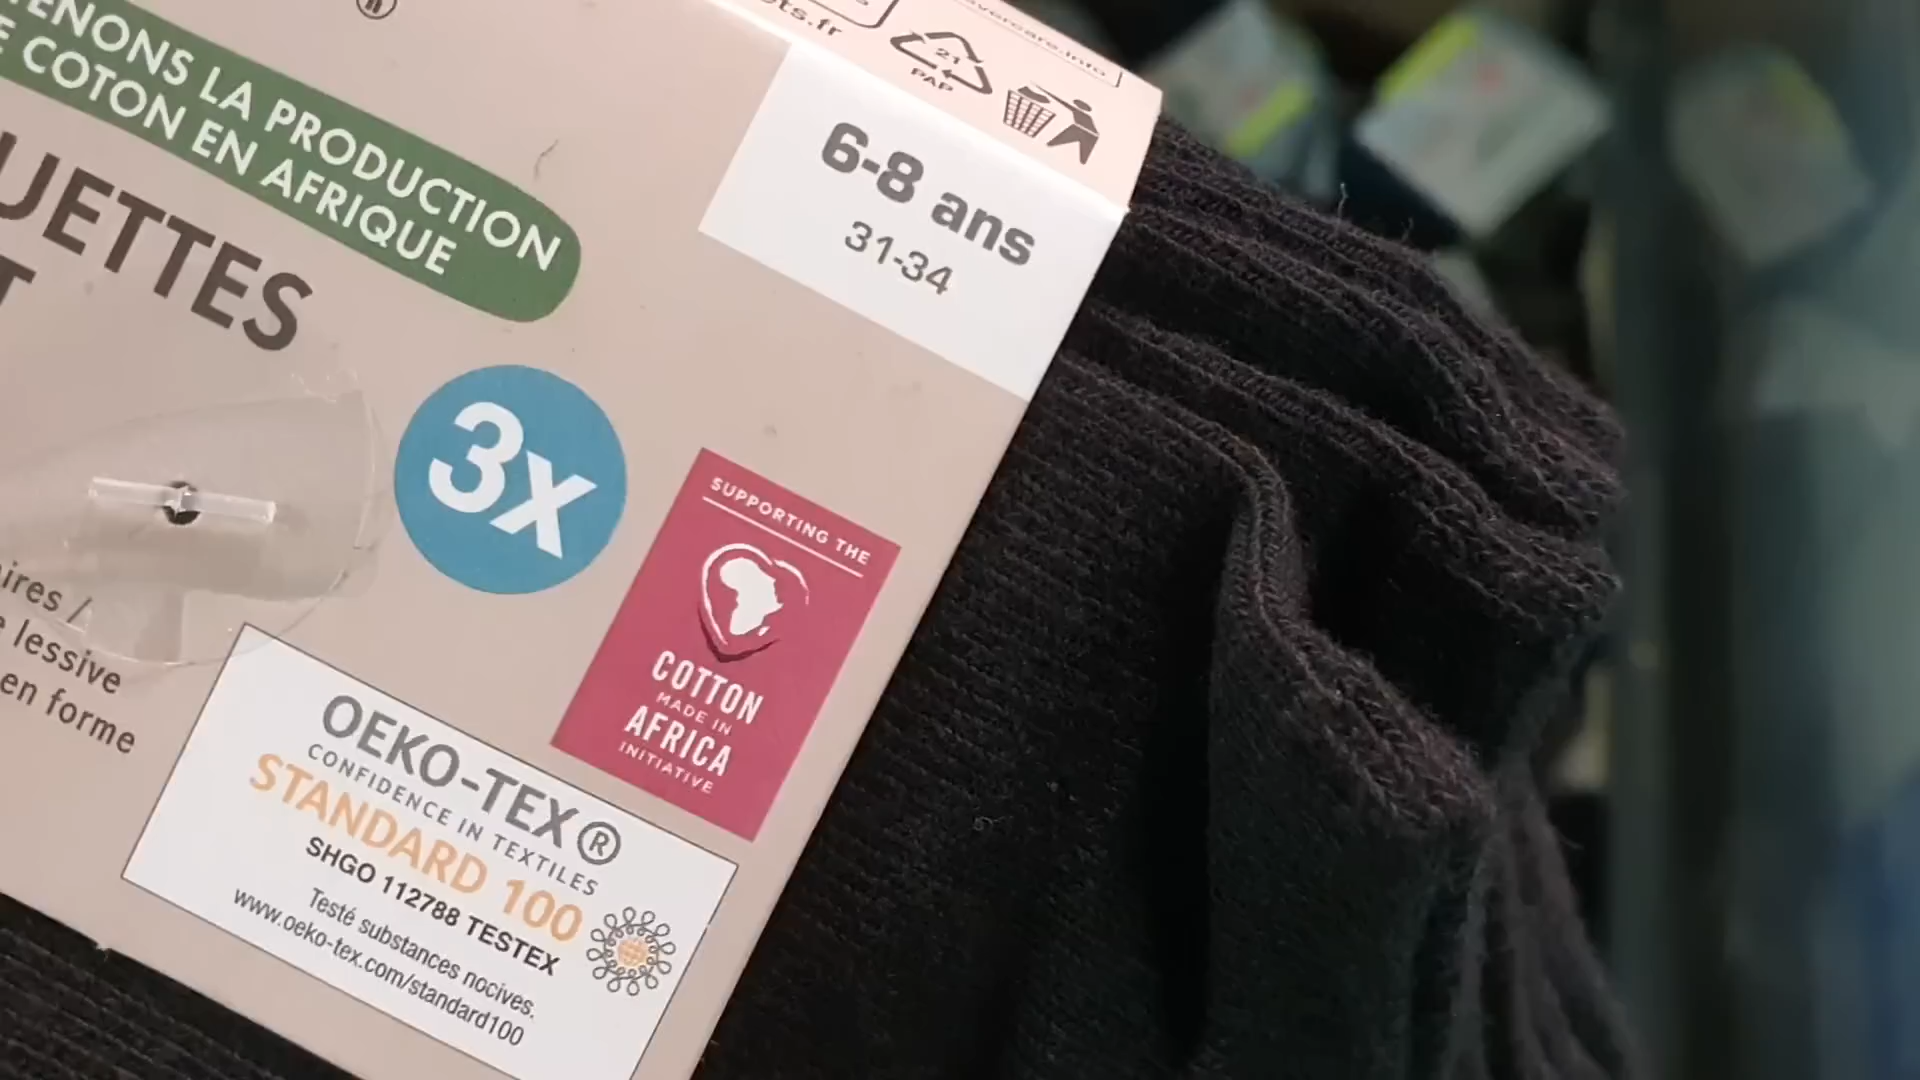 ENONS LA PRODUCTION
COTON EN AFRIQUE
UETTES
T
ts.fr
21
PAP
6-8 ans
31-34
3x
SUPPORTING THE
COTTON
MADE IN
AFRICA
INITIATIVE
ires /
lessive
en forme
OEKO-TEX®
CONFIDENCE IN TEXTILES
STANDARD 100
SHGO 112788 TESTEX
Testé substances nocives.
www.oeko-tex.com/standard100